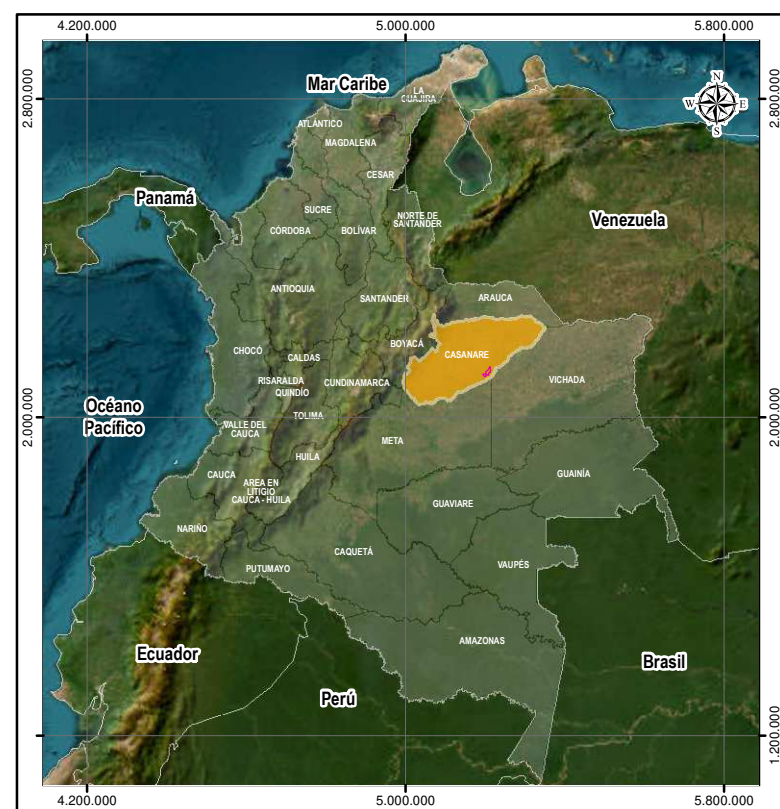 4.200.000
5.000.000
5.800.000
2.800.000
2.800.000
Mar Caribe
LA
GUAJIRA
N
W
E
S
ATLÁNTICO
MAGDALENA
CESAR
Panamá
SUCRE
NORTE DE
SANTANDER
Venezuela
CÓRDOBA
BOLÍVAR
ANTIOQUIA
SANTANDER
ARAUCA
CHOCÓ
BOYACÁ
CALDAS
CASANARE
RISARALDA
CUNDINAMARCA
VICHADA
QUINDÍO
Océano
Pacífico
TOLIMA
2.000.000
2.000.000
VALLE DEL
CAUCA
META
HUILA
CAUCA
GUAINÍA
AREA EN
LITIGIO
CAUCA - HUILA
GUAVIARE
NARIÑO
CAQUETÁ
VAUPÉS
PUTUMAYO
AMAZONAS
Ecuador
Brasil
Perú
1.200.000
1.200.000
4.200.000
5.000.000
5.800.000